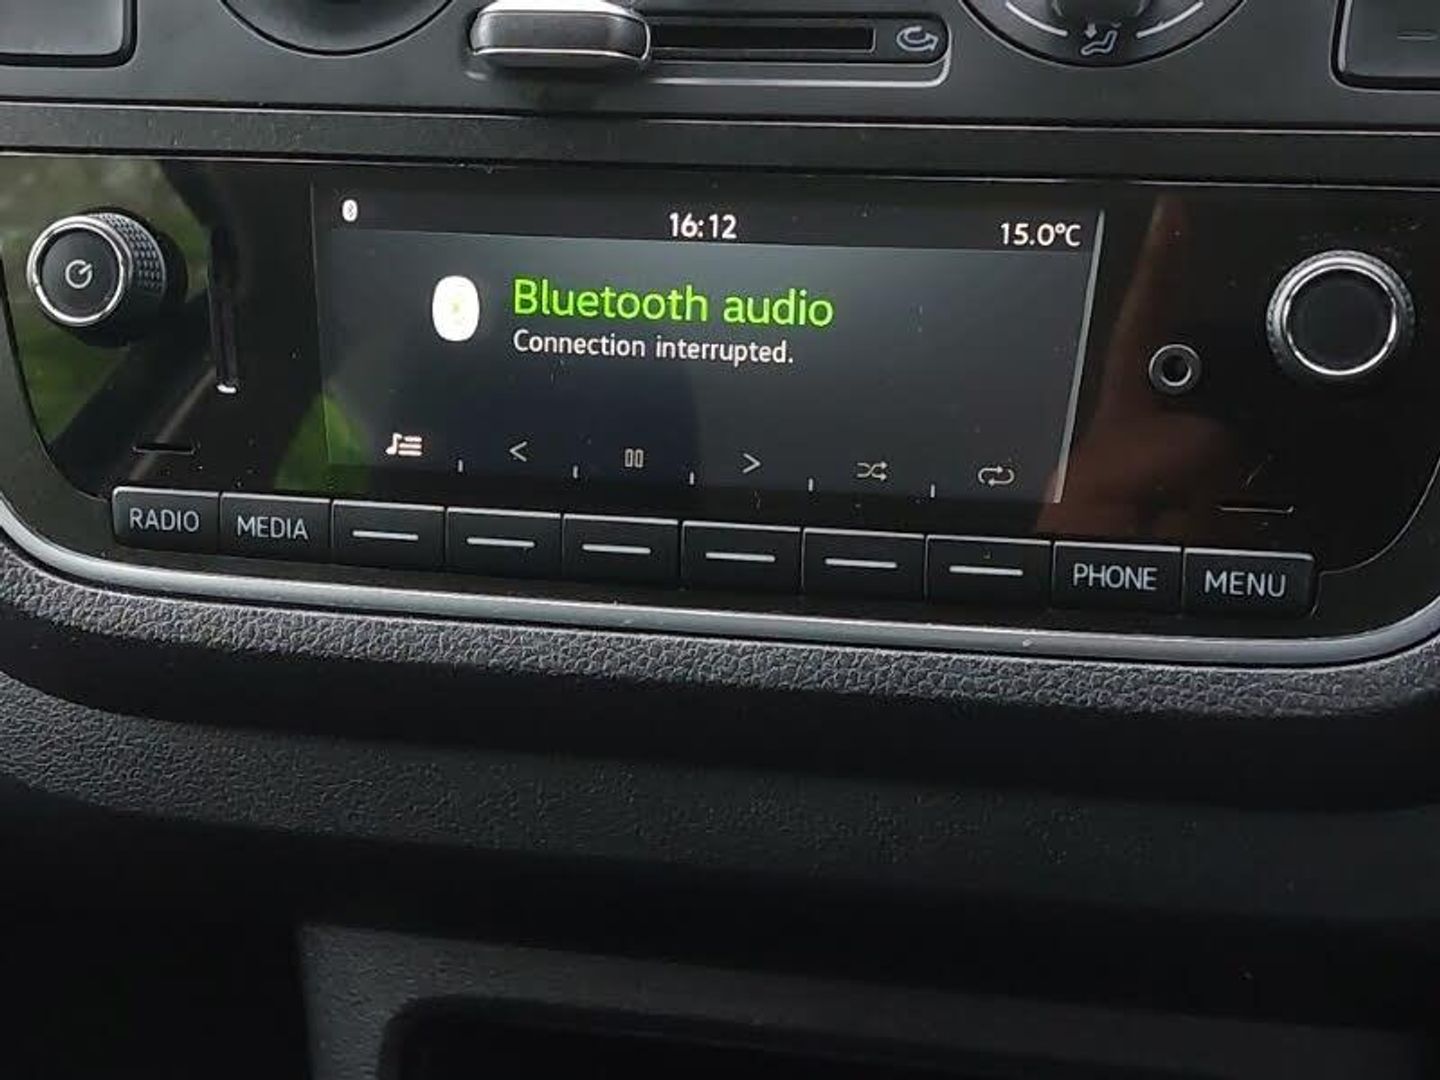 16:12
15.0°C
Bluetooth audio
Connection interrupted.
RADIO
MEDIA
PHONE
MENU